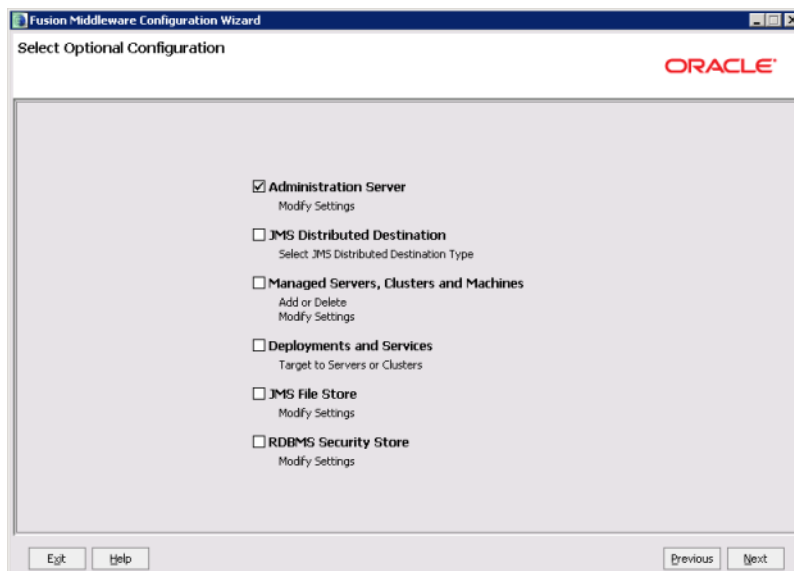 Fusion Middleware Configuration Wizard
Select Optional Configuration
ORACLE
Administration Server
Modify Settings
JMS Distributed Destination
Select JMS Distributed Destination Type
Managed Servers, Clusters and Machines
Add or Delete
Modify Settings
Deployments and Services
Target to Servers or Clusters
JMS File Store
Modify Settings
RDBMS Security Store
Modify Settings
Exit Help Previous Next